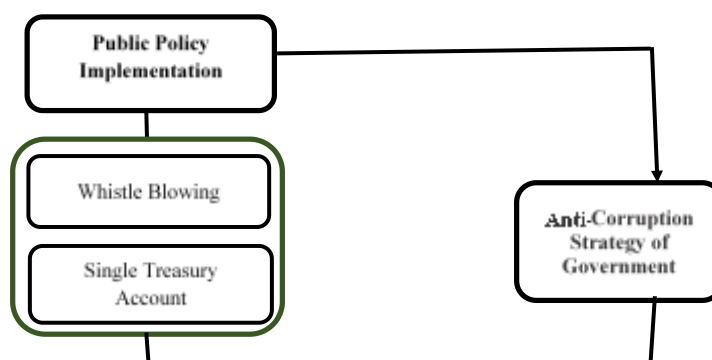 Public Policy
Implementation
Whistle Blowing
Single Treasury
Account
Anti-Corruption
Strategy of
Government